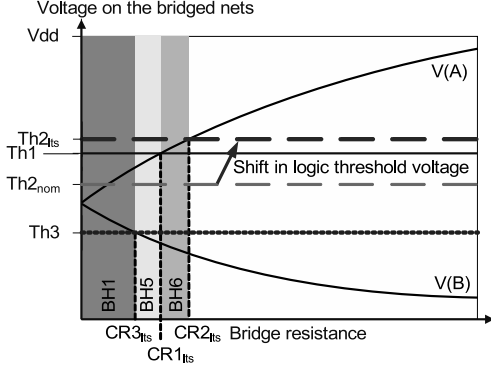 Voltage on the bridged nets
Vdd
V(A)
Th2lts
Th1
Shift in logic threshold voltage
Th2nom
Th3
BH1
BH5
BH6
V(B)
CR3lts
CR2lts
Bridge resistance
CR1lts